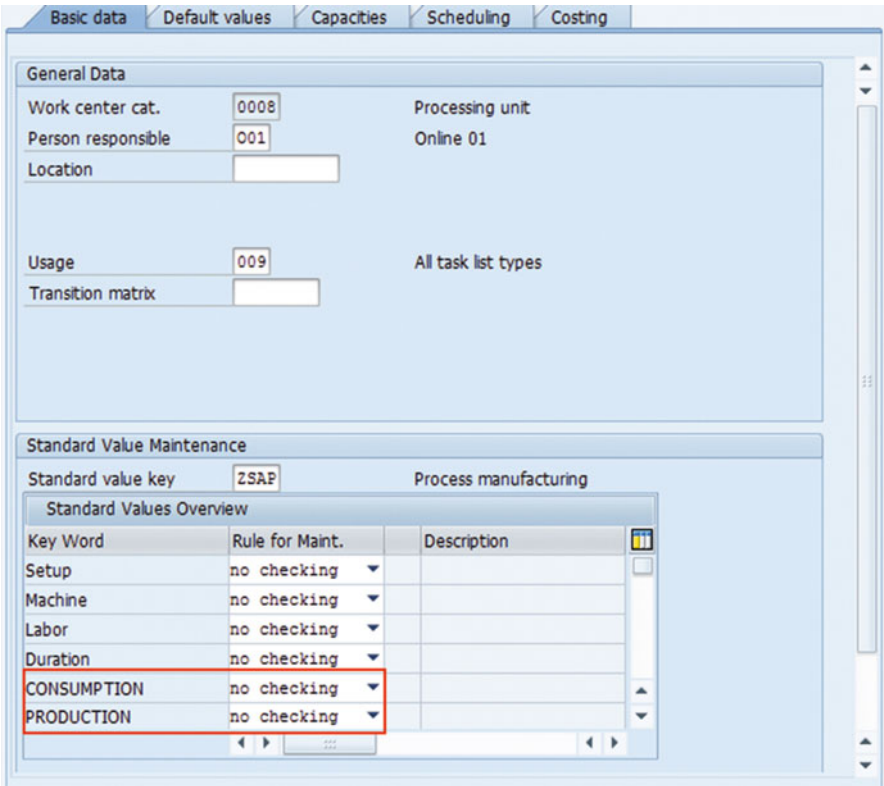 Basic data Default values Capacities Scheduling Costing
General Data
Work center cat. 0008 Processing unit
Person responsible 001 Online 01
Location
Usage 009 All task list types
Transition matrix
Standard Value Maintenance
Standard value key ZSAP Process manufacturing
Standard Values Overview
Key Word Rule for Maint. Description
Setup no checking
Machine no checking
Labor no checking
Duration no checking
CONSUMPTION no checking
PRODUCTION no checking